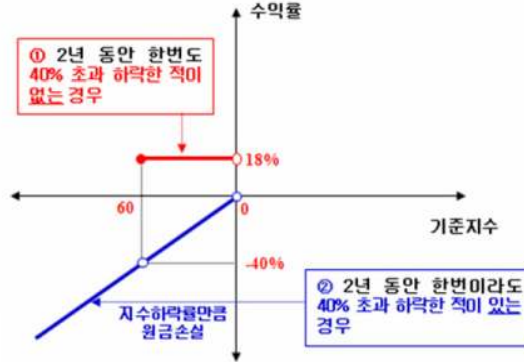 수익률
① 2년 동안 한번도
40% 초과 하락한 적이
없는 경우
18%
60
0
기준지수
-40%
② 2년 동안 한번이라도
40% 초과 하락한 적이 있는
경우
지수하락률만큼
원금손실